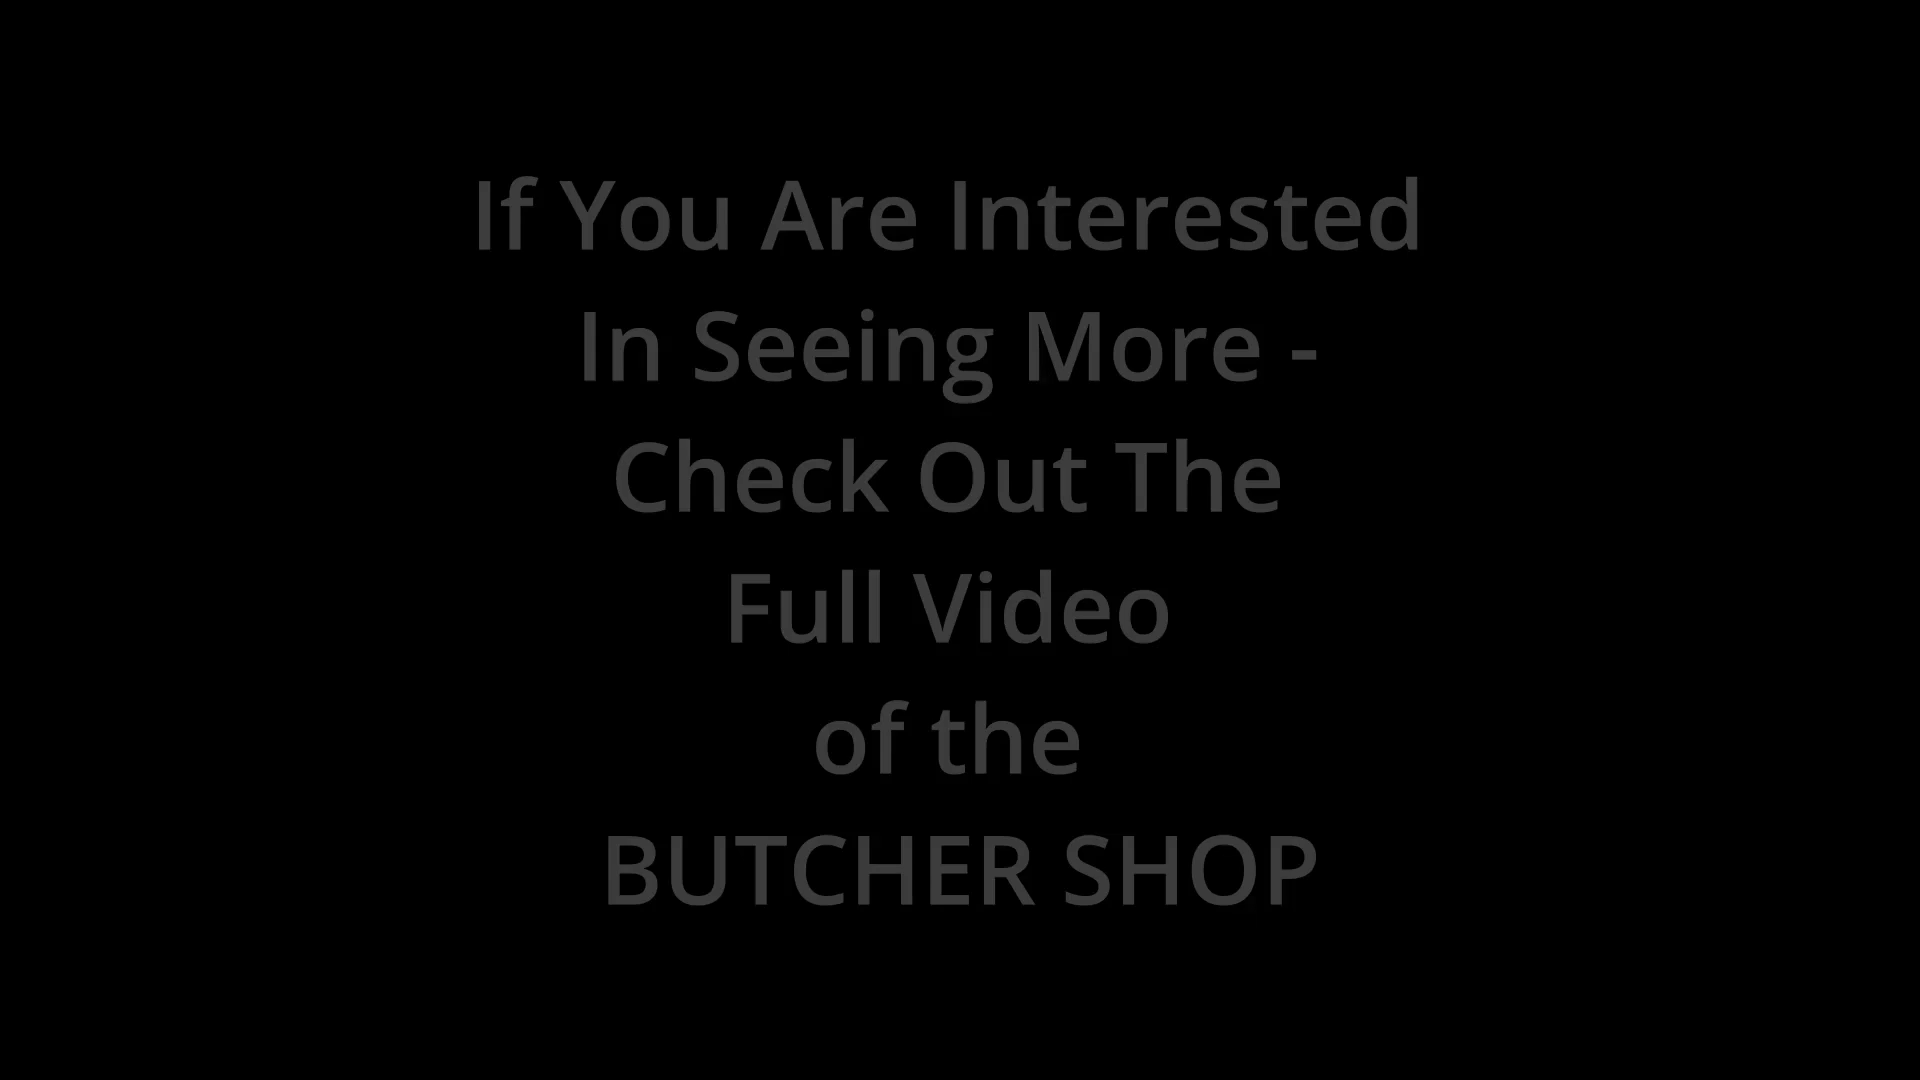 If You Are Interested
In Seeing More -
Check Out The
Full Video
of the
BUTCHER SHOP